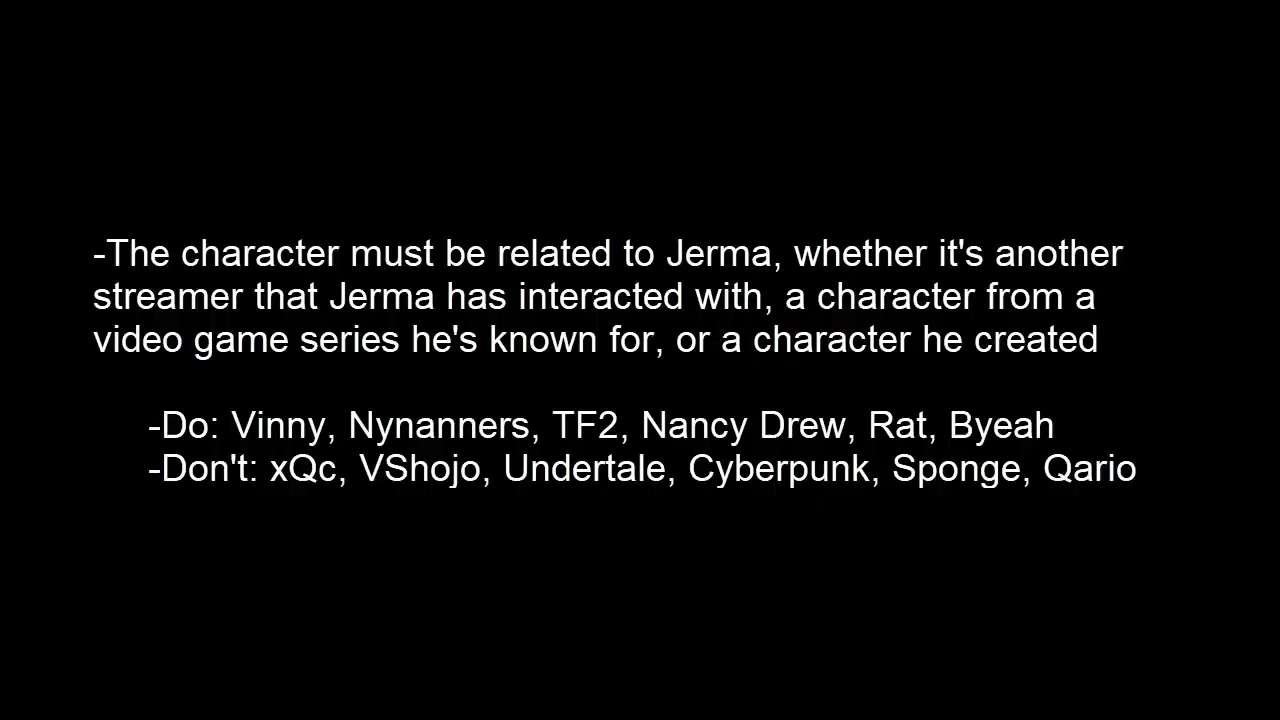 -The character must be related to Jerma, whether it's another
streamer that Jerma has interacted with, a character from a
video game series he's known for, or a character he created
-Do: Vinny, Nynanners, TF2, Nancy Drew, Rat, Byeah
-Don't: xQc, VShojo, Undertale, Cyberpunk, Sponge, Qario